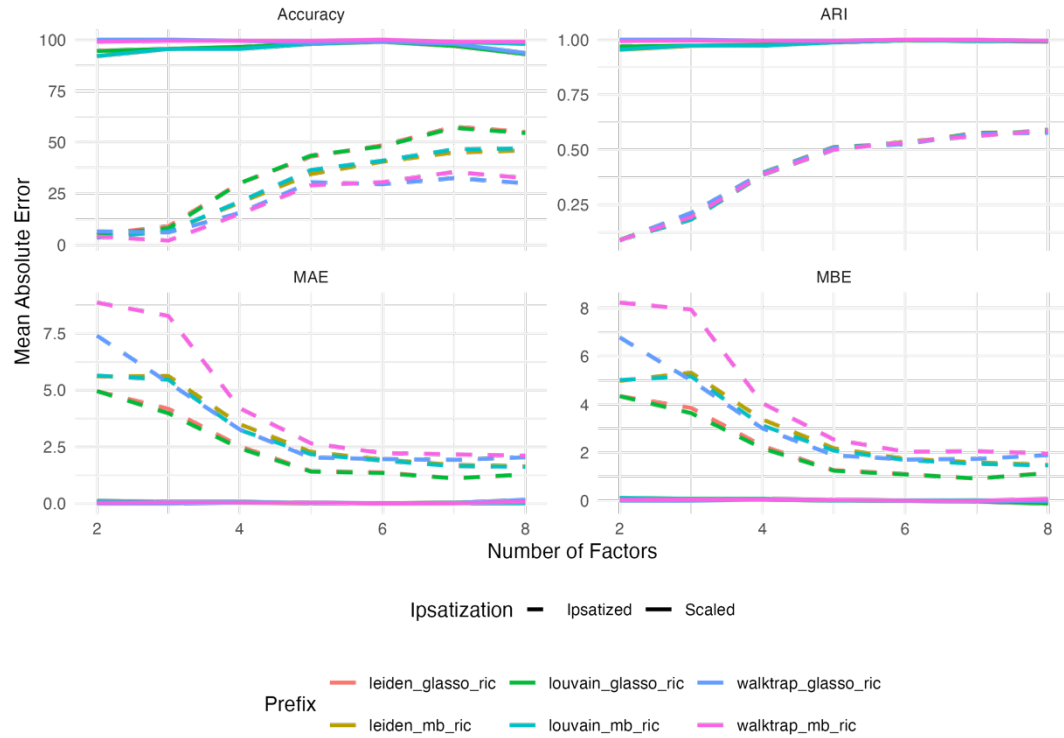 Accuracy
ARI
100
75
50
25
0
1.00
0.75
0.50
0.25
MAE
MBE
7.5
5.0
2.5
0.0
8
6
4
2
0
2
4
6
8
2
4
6
8
Mean Absolute Error
Number of Factors
Ipsatization
Ipsatized
Scaled
Prefix
leiden_glasso_ric
louvain_glasso_ric
walktrap_glasso_ric
leiden_mb_ric
louvain_mb_ric
walktrap_mb_ric